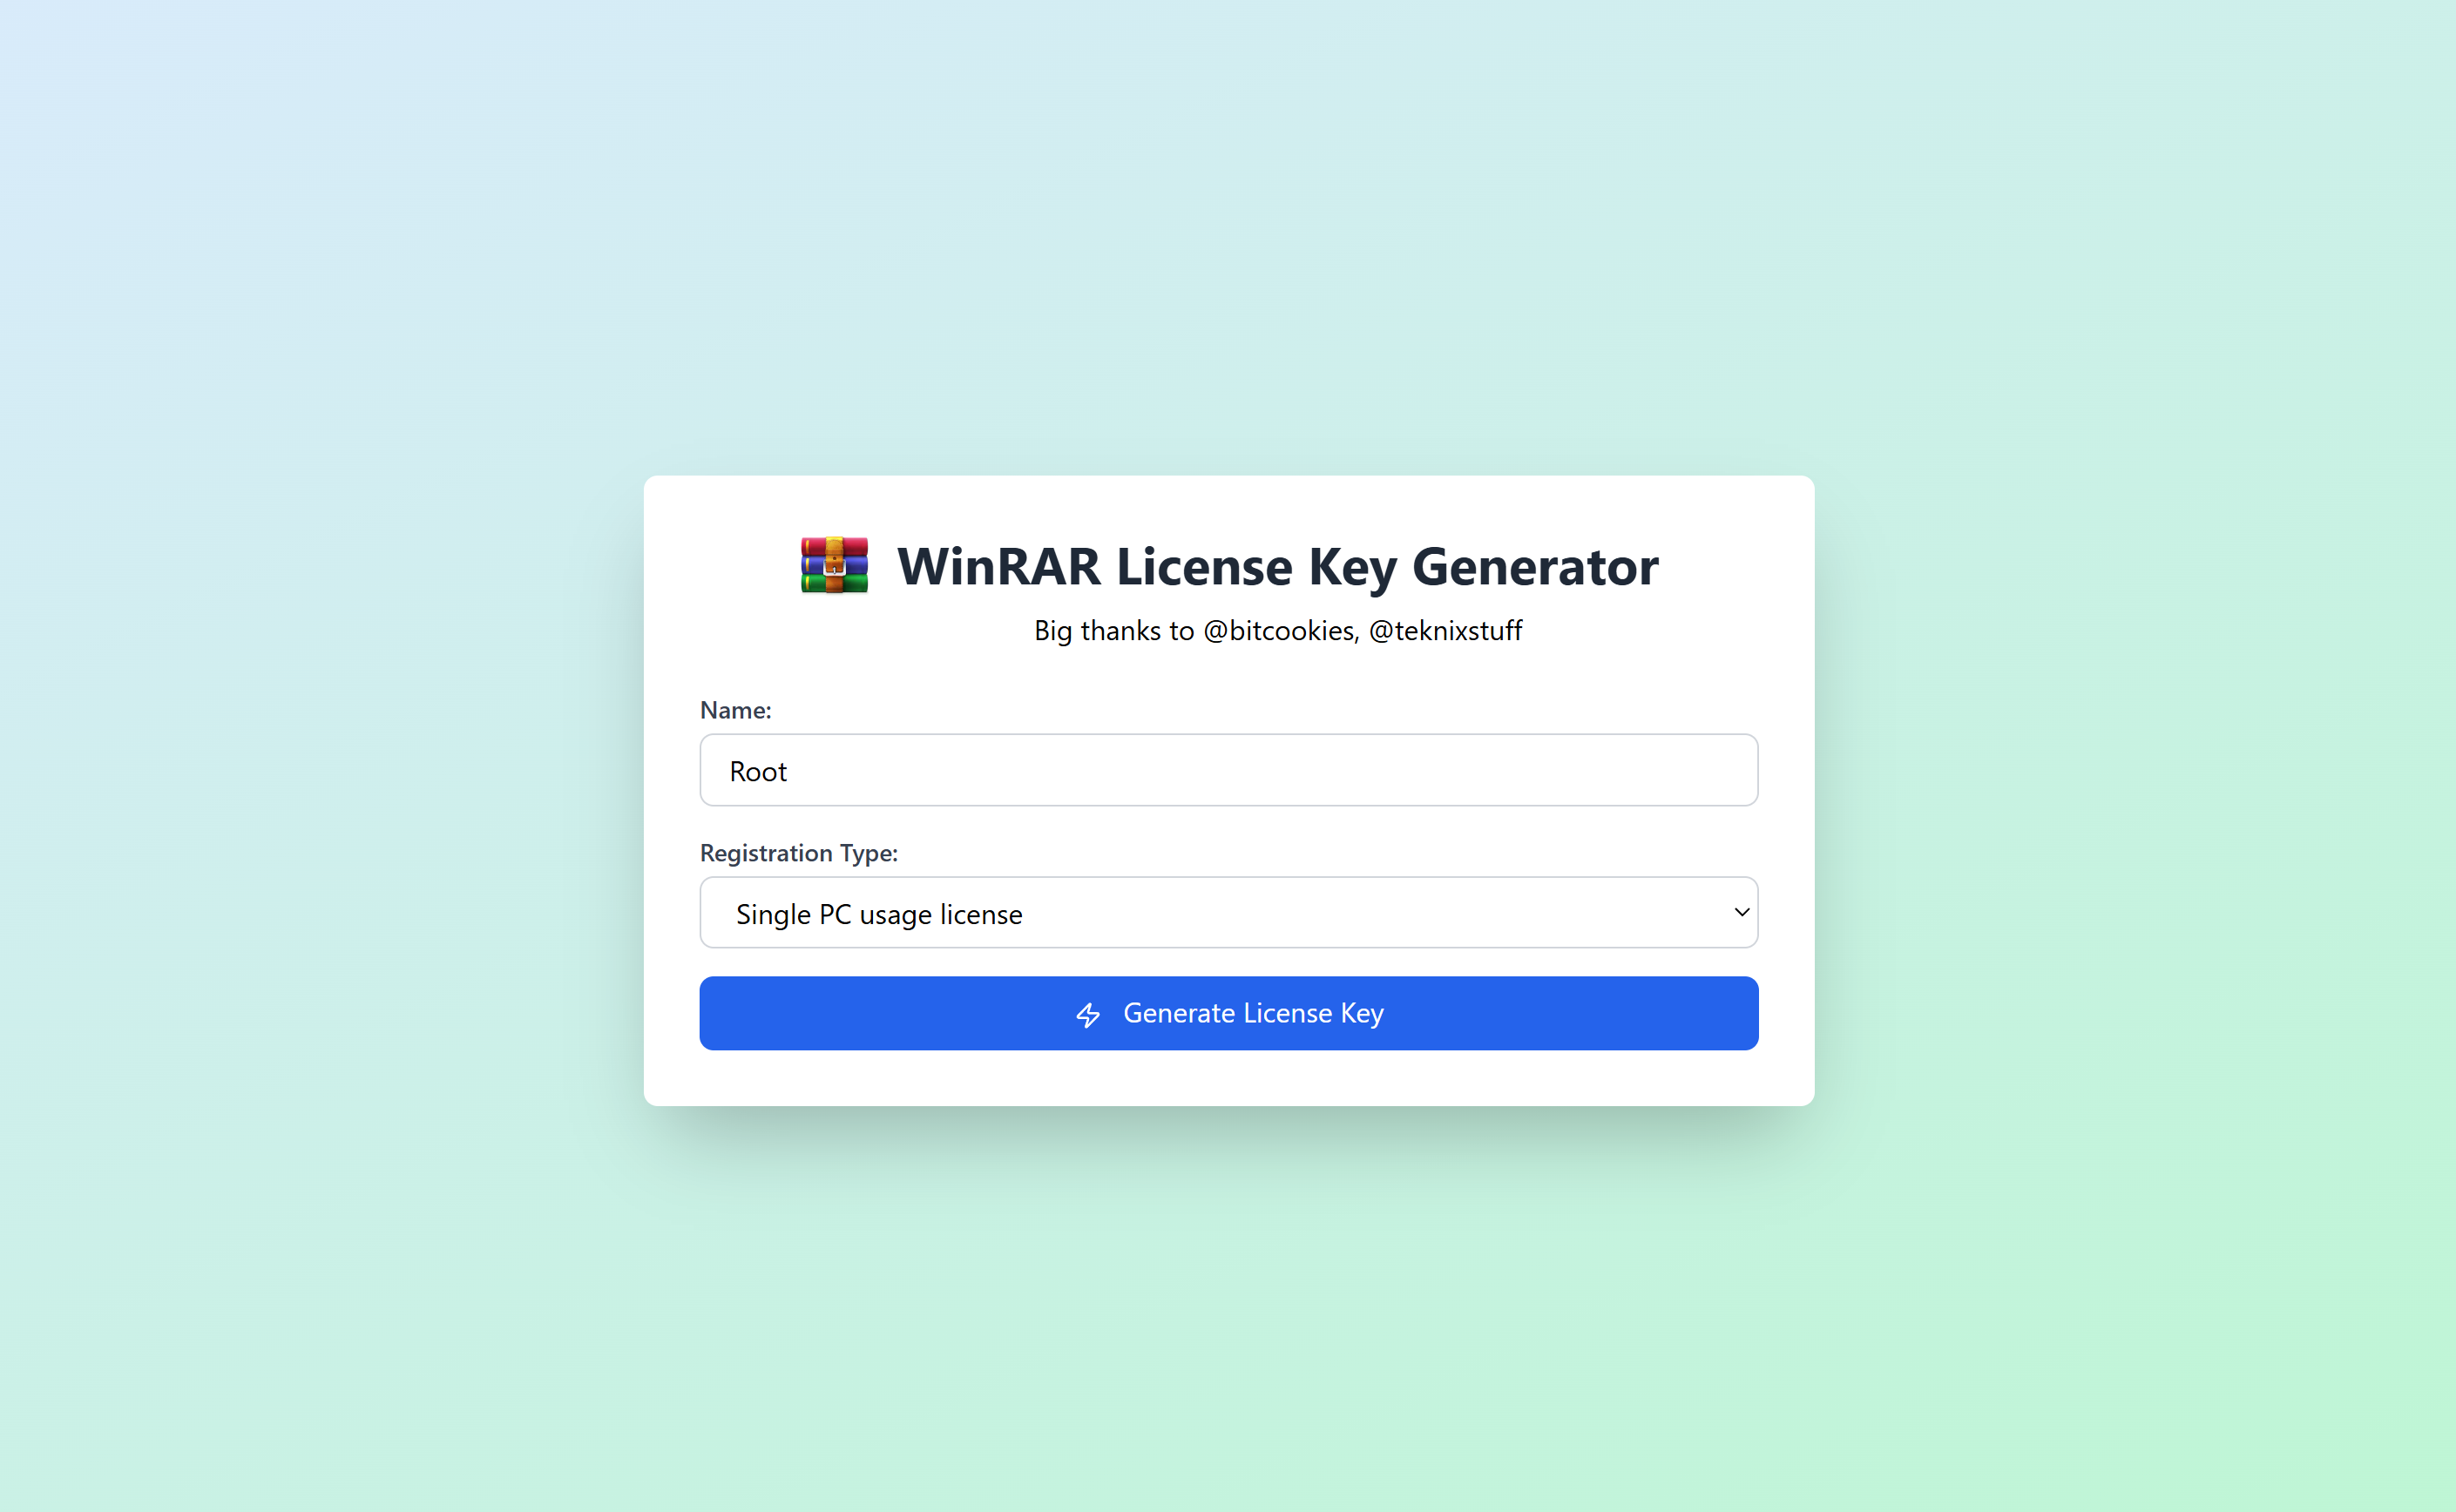 WinRAR License Key Generator
Big thanks to @bitcookies, @teknixstuff
Name:
Root
Registration Type:
Single PC usage license
Generate License Key